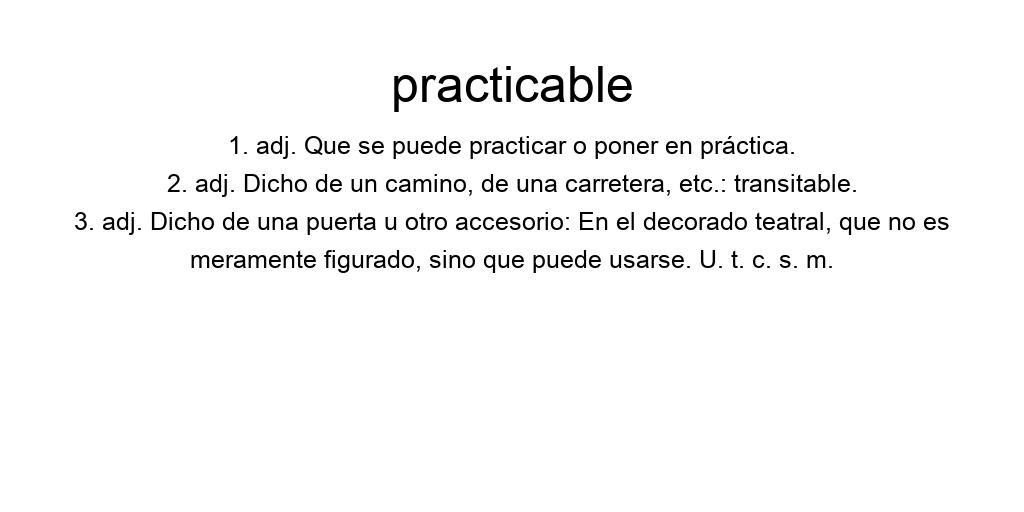 practicable
1. adj. Que se puede practicar o poner en práctica.
2. adj. Dicho de un camino, de una carretera, etc.: transitable.
3. adj. Dicho de una puerta u otro accesorio: En el decorado teatral, que no es
meramente figurado, sino que puede usarse. U. t. c. s. m.